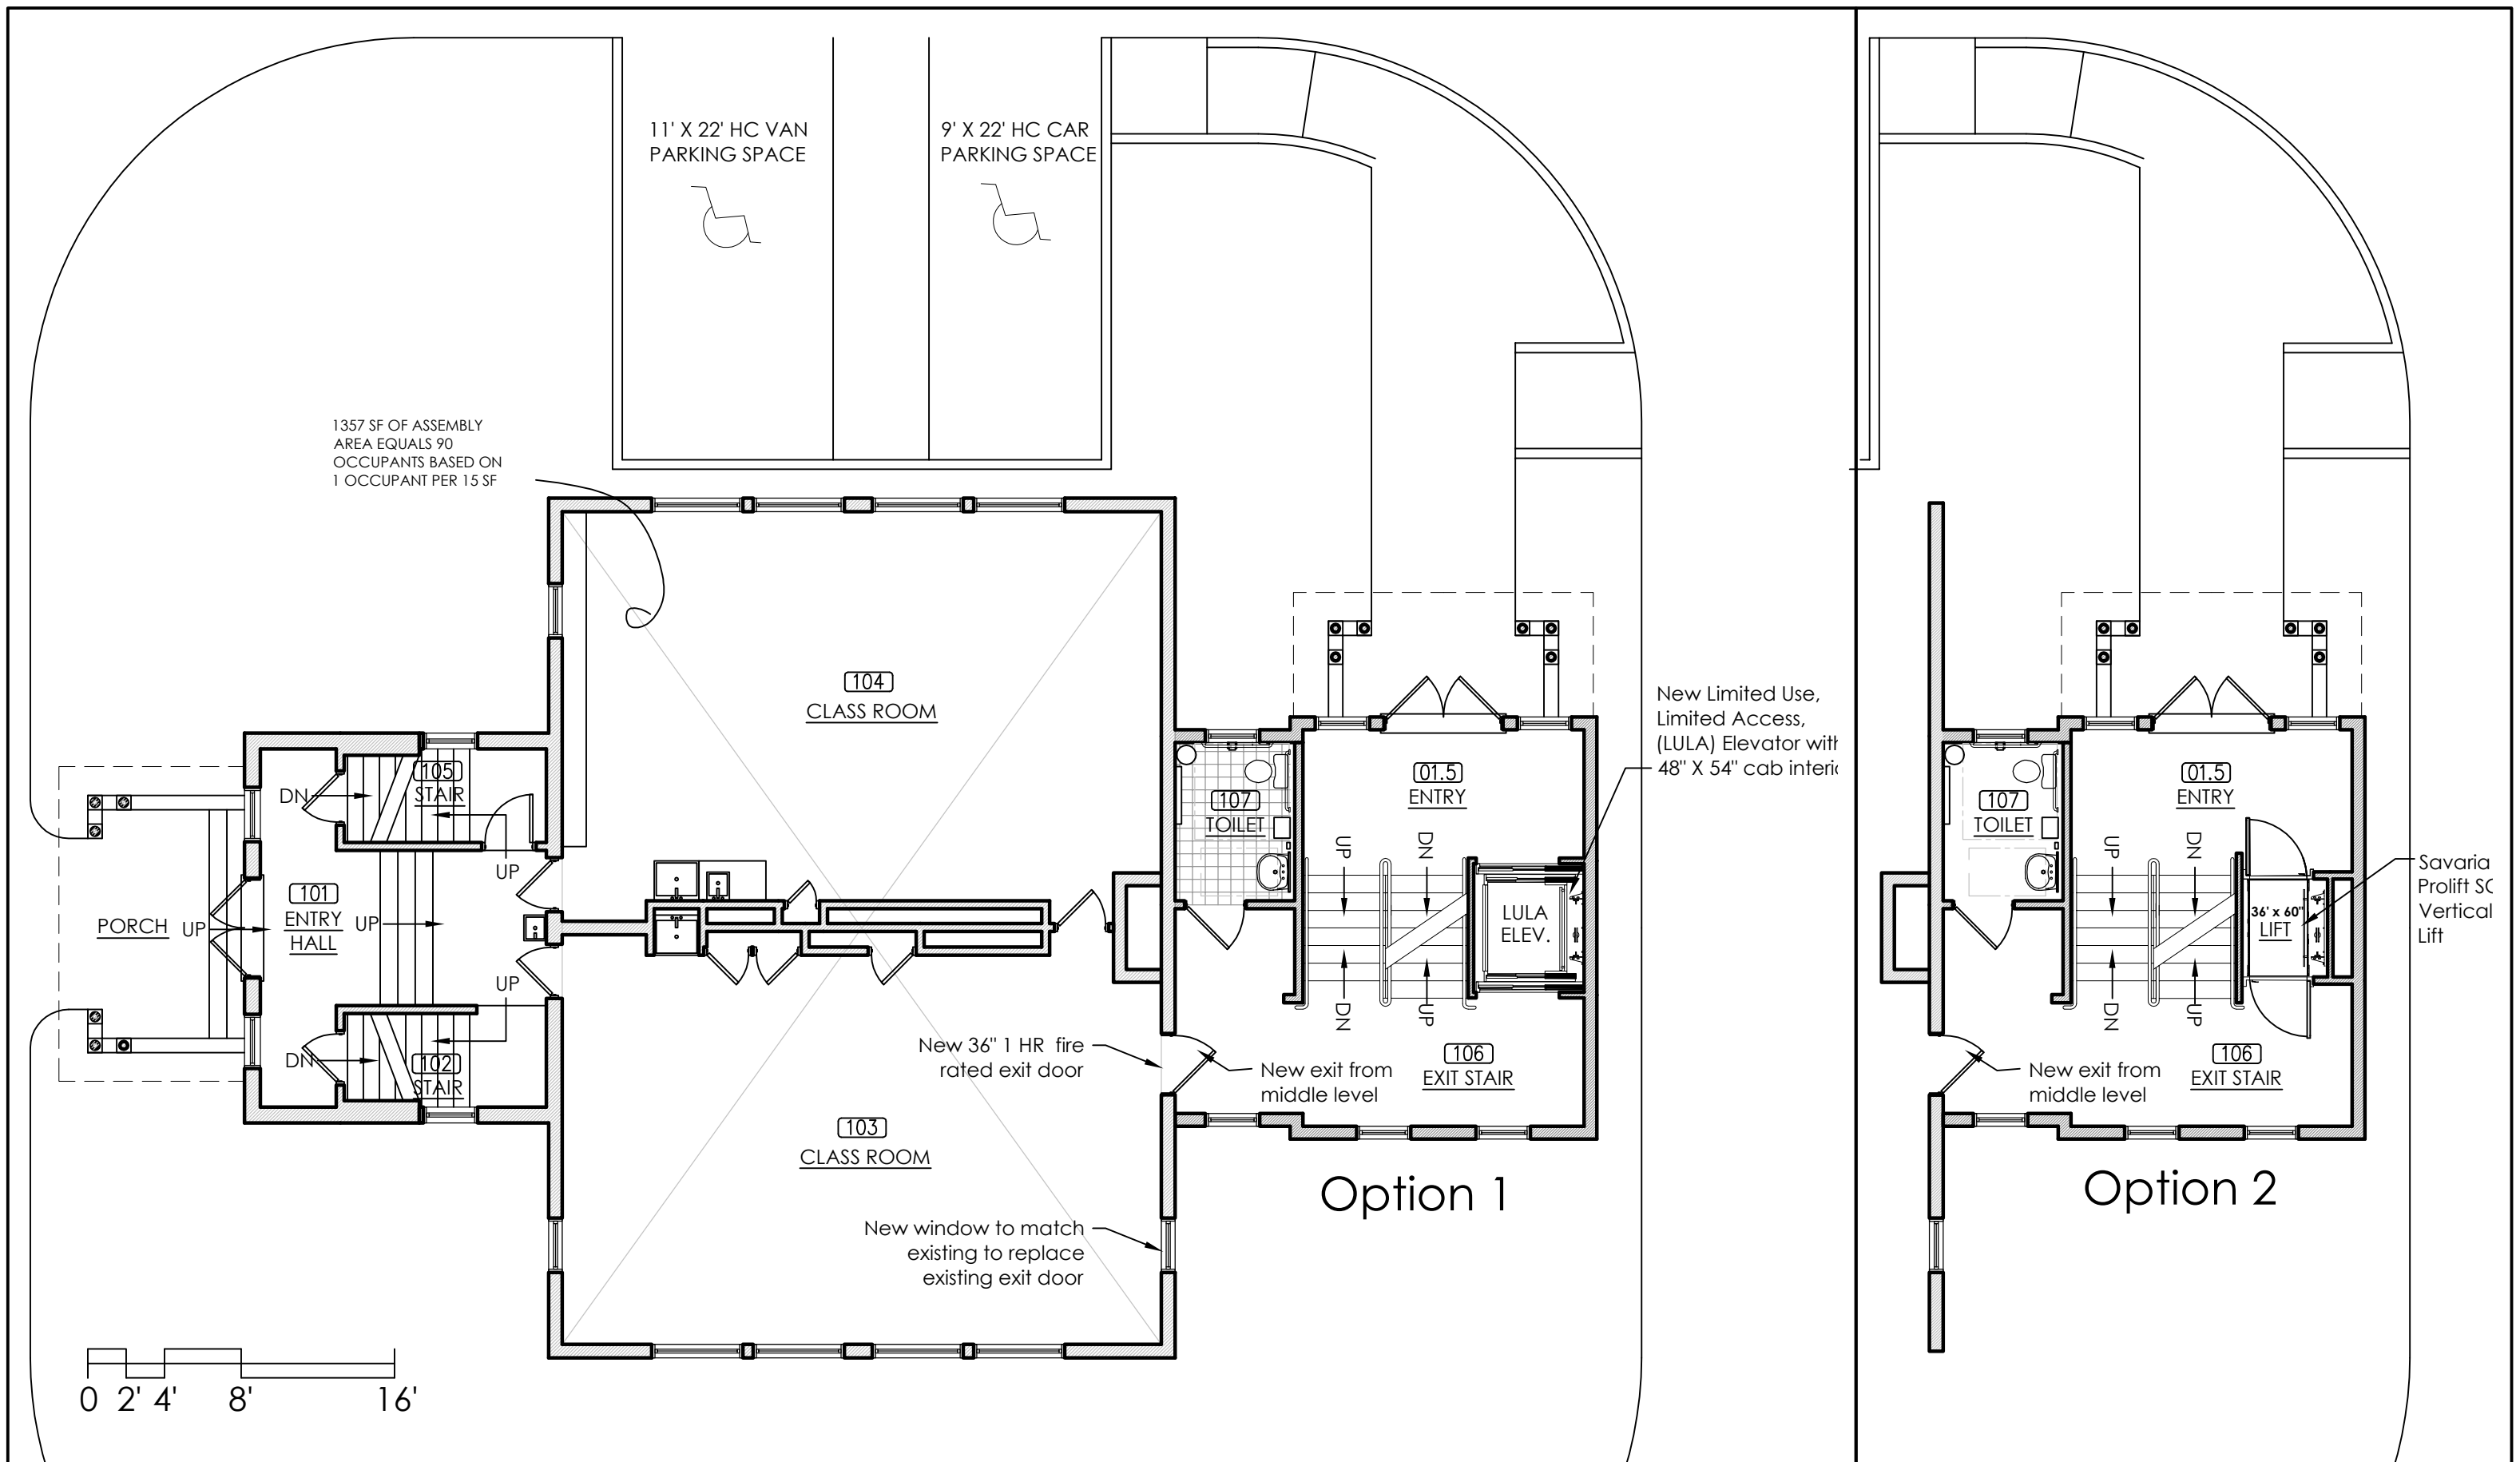 11' X 22' HC VAN
PARKING SPACE
9' X 22' HC CAR
PARKING SPACE
1357 SF OF ASSEMBLY
AREA EQUALS 90
OCCUPANTS BASED ON
1 OCCUPANT PER 15 SF
104
CLASS ROOM
New Limited Use,
Limited Access,
(LULA) Elevator with
48" X 54" cab interio
105
STAIR
DN
UP
101
ENTRY
HALL
PORCH
UP
UP
UP
DN
102
STAIR
107
TOILET
01.5
ENTRY
UP
DN
LULA
ELEV.
DN
UP
New 36" 1 HR fire
rated exit door
New exit from
middle level
106
EXIT STAIR
103
CLASS ROOM
New window to match
existing to replace
existing exit door
Option 1
0 2' 4' 8' 16'
107
TOILET
01.5
ENTRY
UP
DN
36' x 60"
LIFT
Savaria
Prolift SC
Vertical
Lift
DN
UP
New exit from
middle level
106
EXIT STAIR
Option 2